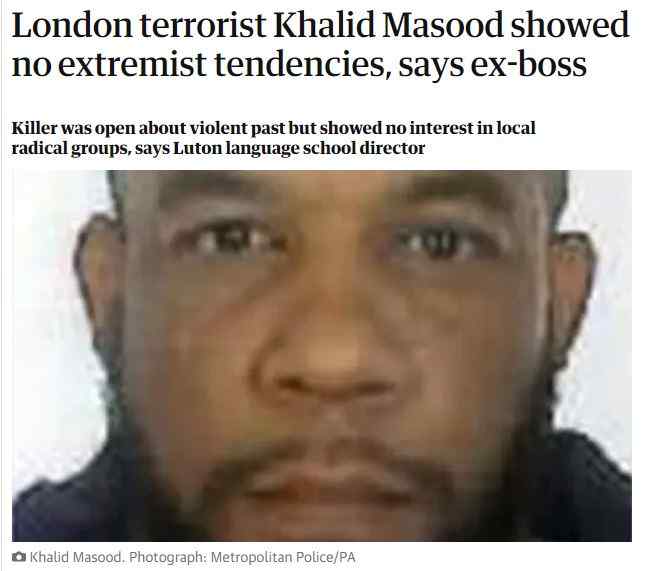 London terrorist Khalid Masood showed
no extremist tendencies, says ex-boss
Killer was open about violent past but showed no interest in local
radical groups, says Luton language school director
Khalid Masood. Photograph: Metropolitan Police/PA